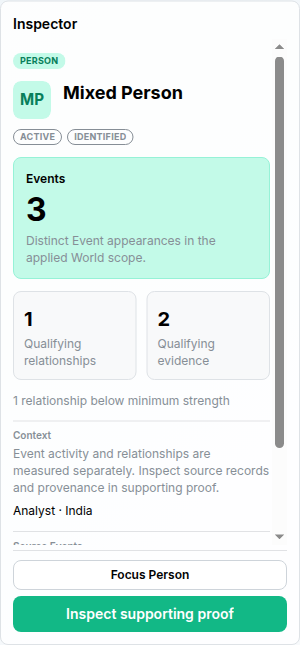 Inspector
PERSON
MP
Mixed Person
ACTIVE
IDENTIFIED
Events
3
Distinct Event appearances in the
applied World scope.
1
Qualifying
relationships
2
Qualifying
evidence
1 relationship below minimum strength
Context
Event activity and relationships are
measured separately. Inspect source records
and provenance in supporting proof.
Analyst · India
Source Events
Focus Person
Inspect supporting proof